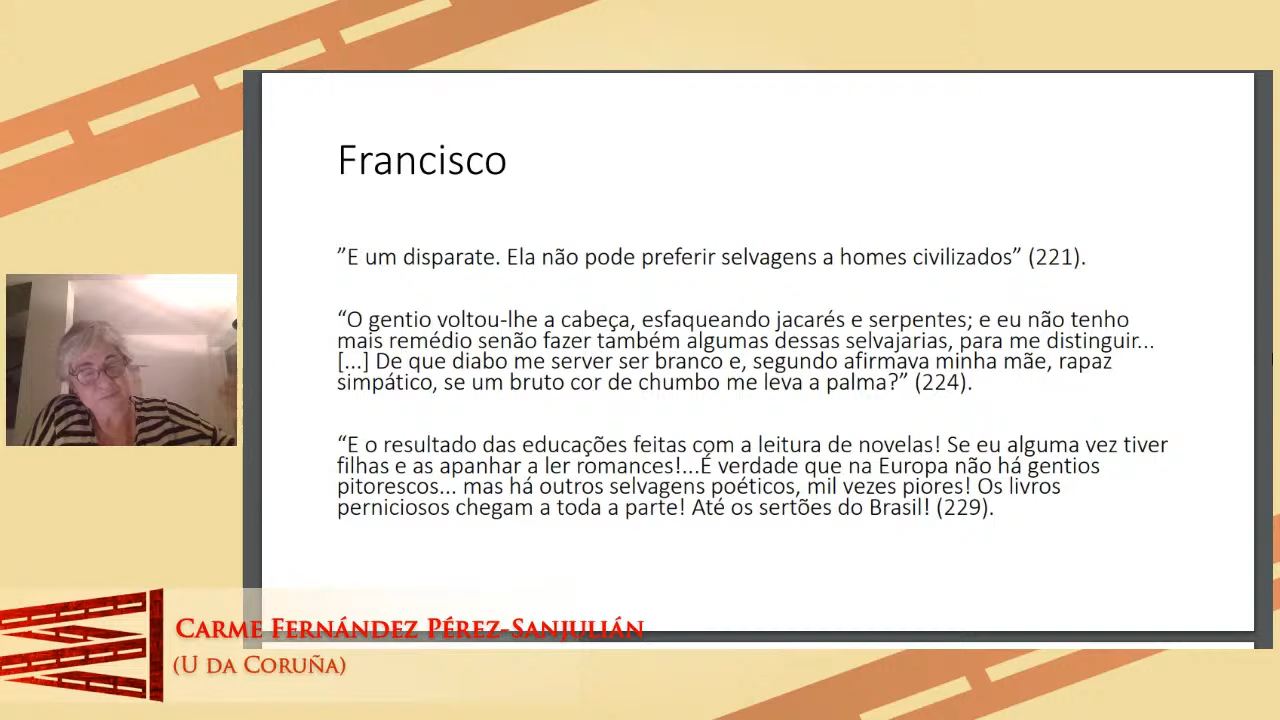 Francisco
”E um disparate. Ela não pode preferir selvagens a homes civilizados” (221).
“O gentio voltou-lhe a cabeça, esfaqueando jacarés e serpentes; e eu não tenho
mais remédio senão fazer também algumas dessas selvajarias, para me distinguir...
[...] De que diabo me server ser branco e, segundo afirmava minha mãe, rapaz
simpático, se um bruto cor de chumbo me leva a palma?” (224).
“E o resultado das educações feitas com a leitura de novelas! Se eu alguma vez tiver
filhas e as apanhar a ler romances!...É verdade que na Europa não há gentios
pitorescos... mas há outros selvagens poéticos, mil vezes piores! Os livros
perniciosos chegam a toda a parte! Até os sertões do Brasil! (229).
CARME FERNÁNDEZ PÉREZ-SANJULIÁN
(U DA CORUÑA)